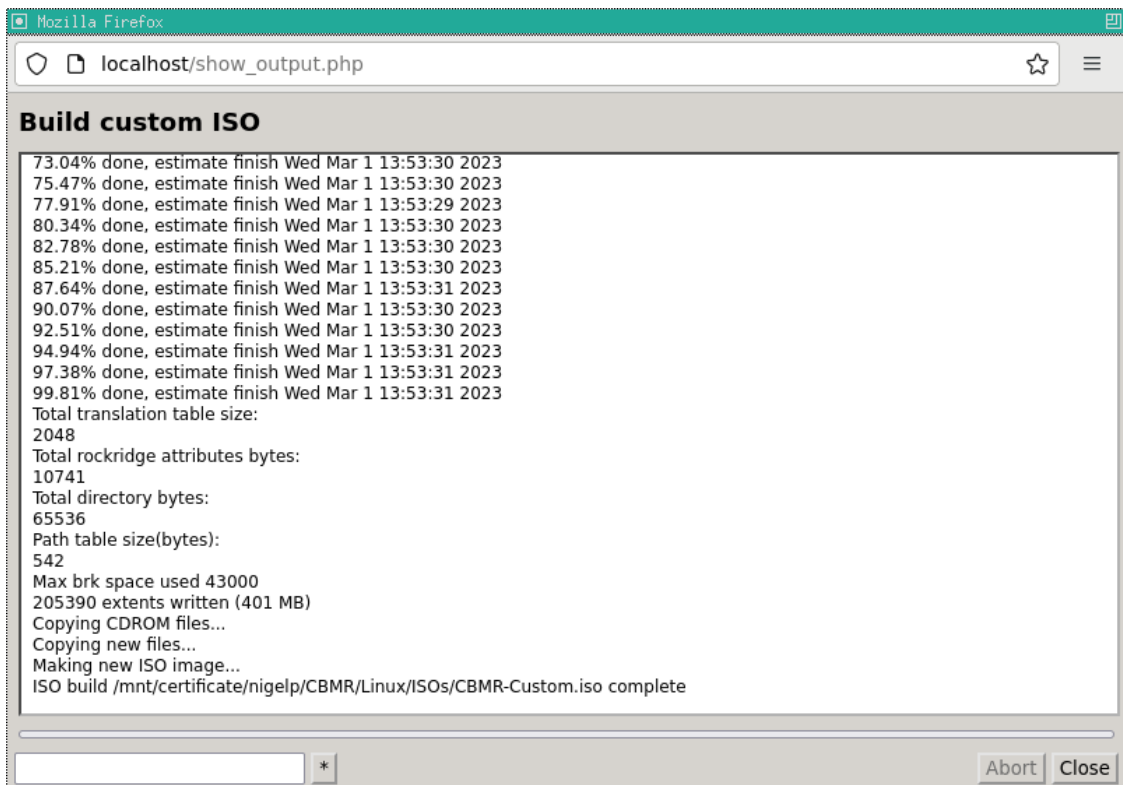 Mozilla Firefox
localhost/show_output.php
Build custom ISO
73.04% done, estimate finish Wed Mar 1 13:53:30 2023
75.47% done, estimate finish Wed Mar 1 13:53:30 2023
77.91% done, estimate finish Wed Mar 1 13:53:29 2023
80.34% done, estimate finish Wed Mar 1 13:53:30 2023
82.78% done, estimate finish Wed Mar 1 13:53:30 2023
85.21% done, estimate finish Wed Mar 1 13:53:30 2023
87.64% done, estimate finish Wed Mar 1 13:53:31 2023
90.07% done, estimate finish Wed Mar 1 13:53:30 2023
92.51% done, estimate finish Wed Mar 1 13:53:30 2023
94.94% done, estimate finish Wed Mar 1 13:53:31 2023
97.38% done, estimate finish Wed Mar 1 13:53:31 2023
99.81% done, estimate finish Wed Mar 1 13:53:31 2023
Total translation table size:
2048
Total rockridge attributes bytes:
10741
Total directory bytes:
65536
Path table size(bytes):
542
Max brk space used 43000
205390 extents written (401 MB)
Copying CDROM files...
Copying new files...
Making new ISO image...
ISO build /mnt/certificate/nigelp/CBMR/Linux/ISOs/CBMR-Custom.iso complete
* Abort Close